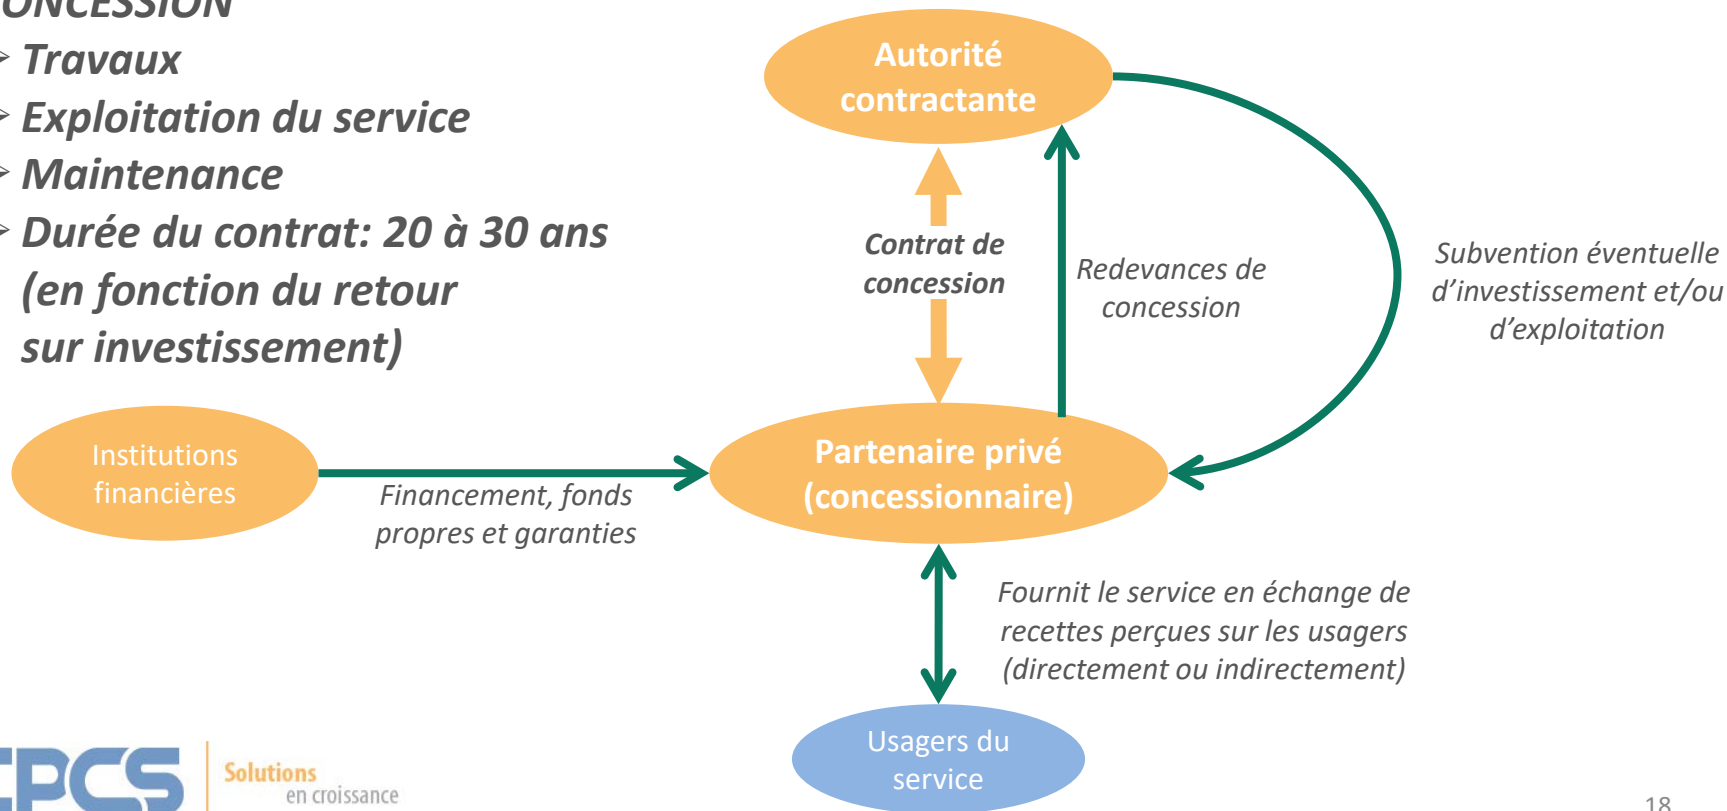 ONCESSION
Travaux
Exploitation du service
Maintenance
Durée du contrat: 20 à 30 ans
(en fonction du retour
sur investissement)
Autorité
contractante
Contrat de
concession
Redevances de
concession
Subvention éventuelle
d’investissement et/ou
d’exploitation
Institutions
financières
Financement, fonds
propres et garanties
Partenaire privé
(concessionnaire)
Fournit le service en échange de
recettes perçues sur les usagers
(directement ou indirectement)
Usagers du
service
CPCS
Solutions
en croissance
18